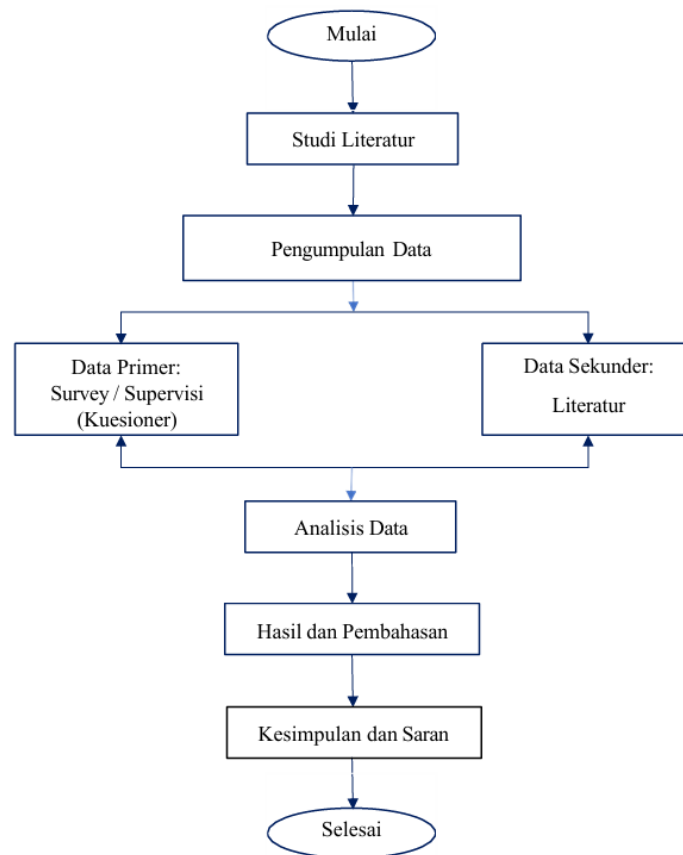 Mulai
Studi Literatur
Pengumpulan Data
Data Primer:
Survey / Supervisi
(Kuesioner)
Data Sekunder:
Literatur
Analisis Data
Hasil dan Pembahasan
Kesimpulan dan Saran
Selesai